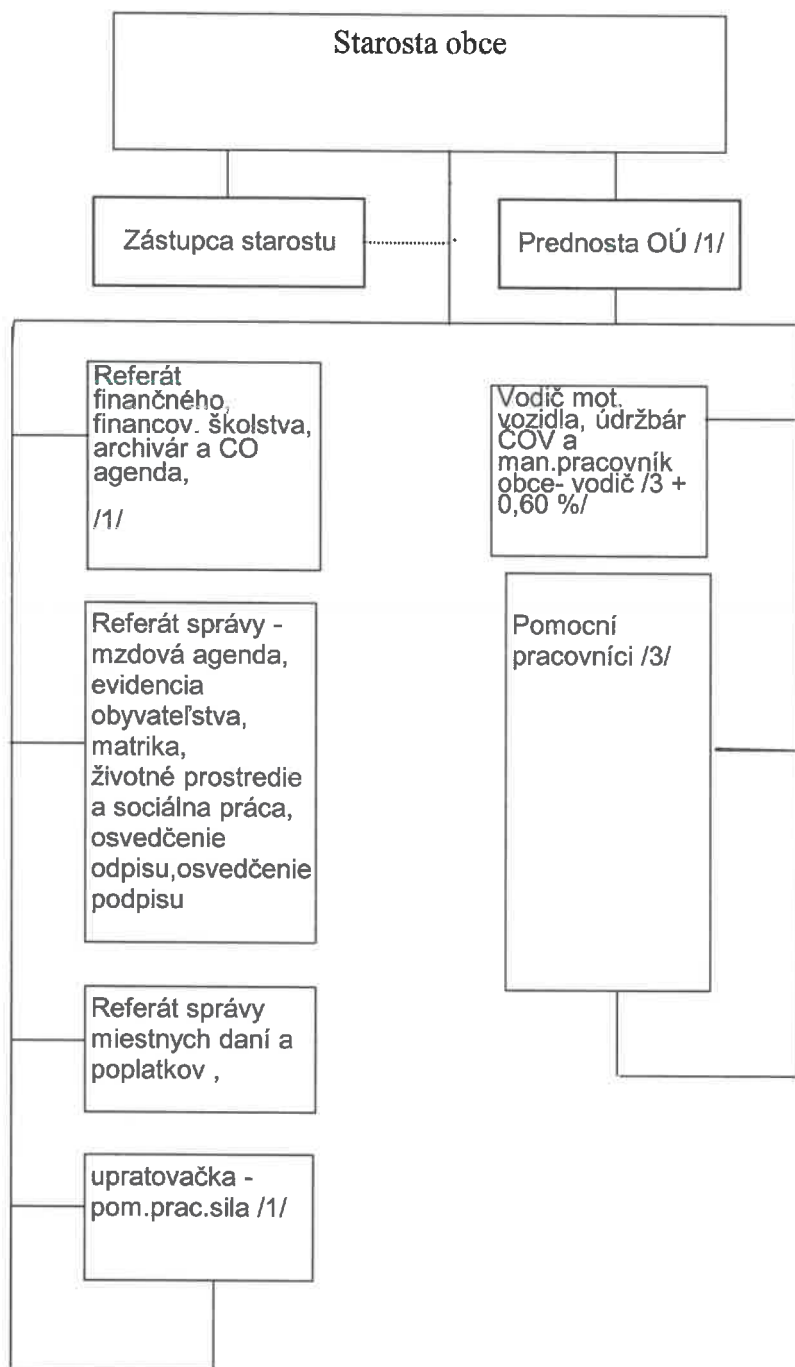 Starosta obce
Zástupca starostu
Prednosta OÚ /1/
Referát
finančného,
financov. školstva,
archivár a CO
agenda,
/1/
Vodič mot.
vozidla, údržbár
ČOV a
man.pracovník
obce- vodič /3 +
0,60 %/
Referát správy -
mzdová agenda,
evidencia
obyvateľstva,
matrika,
životné prostredie
a sociálna práca,
osvedčenie
odpisu,osvedčenie
podpisu
Pomocní
pracovníci /3/
Referát správy
miestnych daní a
poplatkov ,
upratovačka -
pom.prac.sila /1/